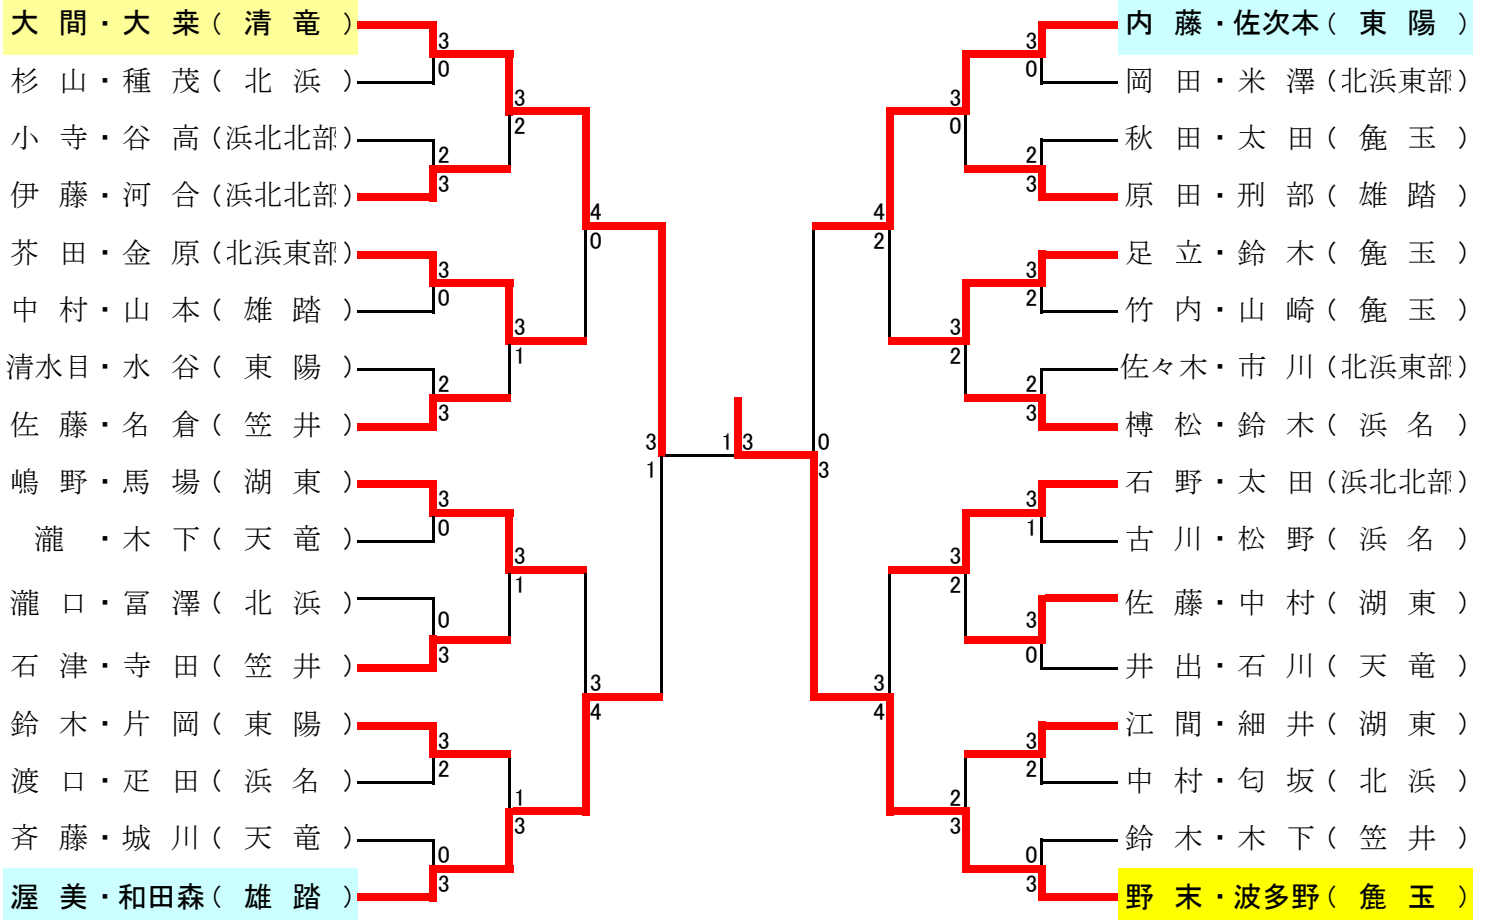 大間・大桒(清竜)
3
杉山・種茂(北浜)
0
3
小寺・谷高(浜北北部)
2
2
伊藤・河合(浜北北部)
3
4
芥田・金原(北浜東部)
0
3
中村・山本(雄踏)
0
3
清水目・水谷(東陽)
1
2
佐藤・名倉(笠井)
3
3
嶋野・馬場(湖東)
1
3
瀧・木下(天竜)
0
3
瀧口・冨澤(北浜)
1
0
石津・寺田(笠井)
3
3
鈴木・片岡(東陽)
4
3
渡口・疋田(浜名)
2
1
斉藤・城川(天竜)
3
0
渥美・和田森(雄踏)
3
1 3
内藤・佐次本(東陽)
3
岡田・米澤(北浜東部)
0
3
秋田・太田(麁玉)
0
2
原田・刑部(雄踏)
3
4
足立・鈴木(麁玉)
2
3
竹内・山崎(麁玉)
2
3
佐々木・市川(北浜東部)
2
2
榑松・鈴木(浜名)
3
0
石野・太田(浜北北部)
3
3
古川・松野(浜名)
1
3
佐藤・中村(湖東)
2
3
井出・石川(天竜)
0
3
江間・細井(湖東)
4
3
中村・匂坂(北浜)
2
2
鈴木・木下(笠井)
3
0
野末・波多野(麁玉)
3